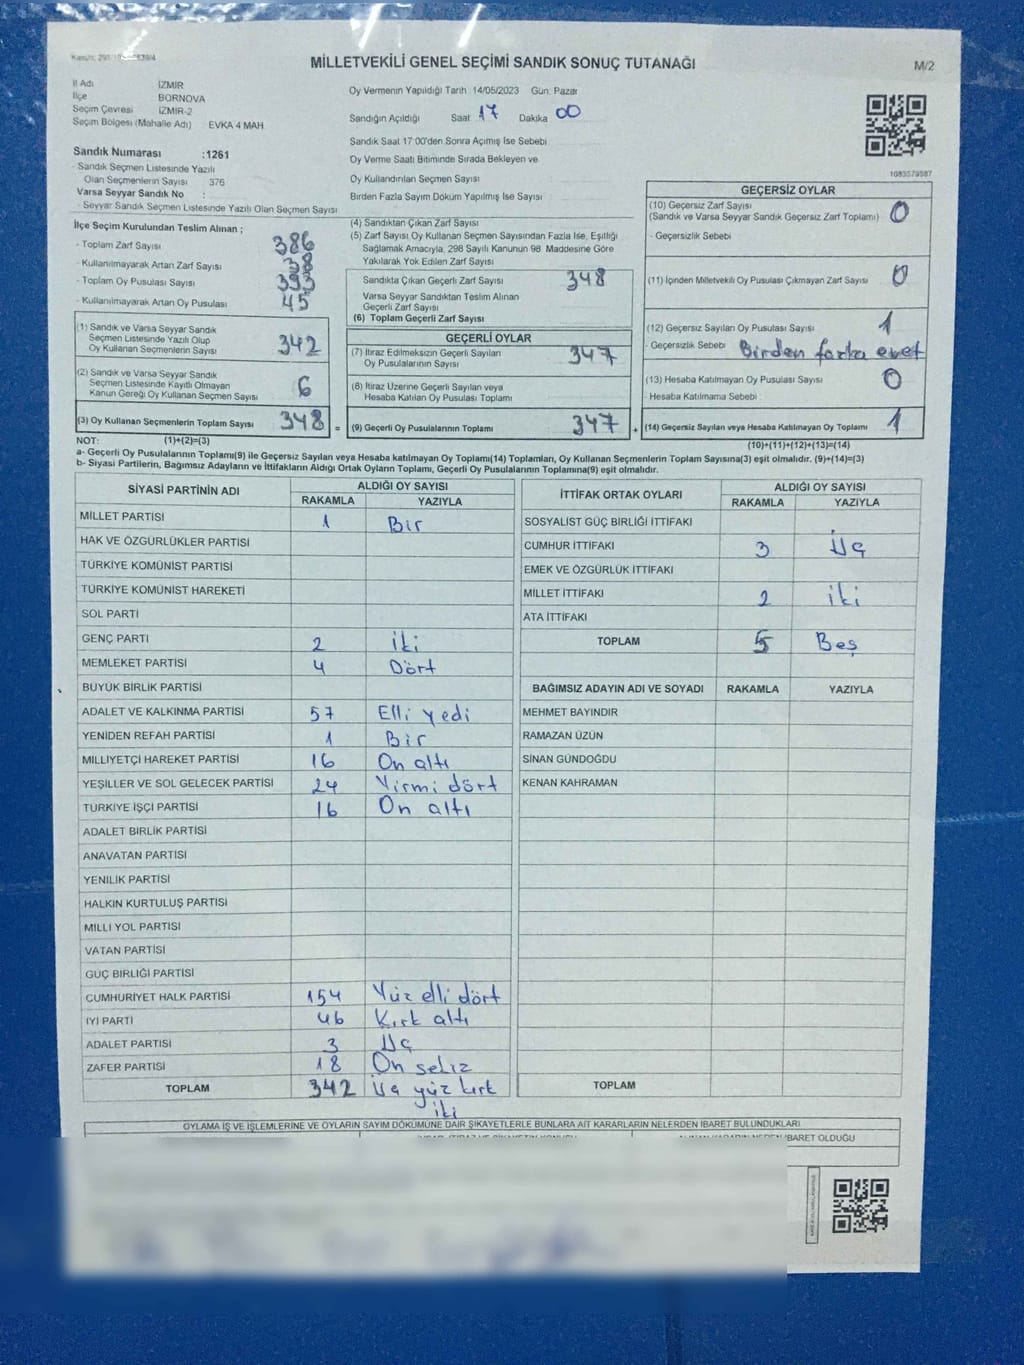 MİLLETVEKİLİ GENEL SEÇİMİ SANDIK SONUÇ TUTANAĞI
M/2
İl Adı İZMİR
İlçe BORNOVA
Seçim Çevresi İZMİR-2
Seçim Bölgesi (Mahalle Adı) : EVKA 4 MAH
Sandık Numarası :1261
- Sandık Seçmen Listesinde Yazılı
Olan Seçmenlerin Sayısı : 376
Varsa Seyyar Sandık No :
- Seyyar Sandık Seçmen Listesinde Yazılı Olan Seçmen Sayısı
Oy Vermenin Yapıldığı Tarih : 14/05/2023 Gün: Pazar
Sandığın Açıldığı Saat 17 Dakika 00
Sandık Saat 17:00'den Sonra Açılmış İse Sebebi
Oy Verme Saati Bitiminde Sırada Bekleyen ve
Oy Kullandırılan Seçmen Sayısı
Birden Fazla Sayım Döküm Yapılmış İse Sayısı
İlçe Seçim Kurulundan Teslim Alınan ;
- Toplam Zarf Sayısı 386
- Kullanılmayarak Artan Zarf Sayısı 38
- Toplam Oy Pusulası Sayısı 393
- Kullanılmayarak Artan Oy Pusulası 45
(1) Sandık ve Varsa Seyyar Sandık
Seçmen Listesinde Yazılı Olup
Oy Kullanan Seçmenlerin Sayısı 342
(2) Sandık ve Varsa Seyyar Sandık
Seçmen Listesinde Kayıtlı Olmayan
Kanun Gereği Oy Kullanan Seçmen Sayısı 6
(3) Oy Kullanan Seçmenlerin Toplam Sayısı 348 =
(4) Sandıktan Çıkan Zarf Sayısı
(5) Zarf Sayısı Oy Kullanan Seçmen Sayısından Fazla İse, Eşitliği
Sağlamak Amacıyla, 298 Sayılı Kanunun 98. Maddesine Göre
Yakılarak Yok Edilen Zarf Sayısı
Sandıkta Çıkan Geçerli Zarf Sayısı 348
Varsa Seyyar Sandıktan Teslim Alınan
Geçerli Zarf Sayısı
(6) Toplam Geçerli Zarf Sayısı
GEÇERLİ OYLAR
(7) İtiraz Edilmeksizin Geçerli Sayılan
Oy Pusulalarının Sayısı 347
(8) İtiraz Üzerine Geçerli Sayılan veya
Hesaba Katılan Oy Pusulası Toplamı
(9) Geçerli Oy Pusulalarının Toplamı 347 +
1083579587
GEÇERSİZ OYLAR
(10) Geçersiz Zarf Sayısı
(Sandık ve Varsa Seyyar Sandık Geçersiz Zarf Toplamı) 0
- Geçersizlik Sebebi
(11) İçinden Milletvekili Oy Pusulası Çıkmayan Zarf Sayısı 0
(12) Geçersiz Sayılan Oy Pusulası Sayısı 1
- Geçersizlik Sebebi Birden fazla evet
(13) Hesaba Katılmayan Oy Pusulası Sayısı 0
- Hesaba Katılmama Sebebi
(14) Geçersiz Sayılan veya Hesaba Katılmayan Oy Toplamı 1
NOT: (1)+(2)=(3) (10)+(11)+(12)+(13)=(14)
a- Geçerli Oy Pusulasının Toplamı(9) ile Geçersiz Sayılan veya Hesaba Katılmayan Oy Toplamı(14) Toplamları, Oy Kullanan Seçmenlerin Toplam Sayısına(3) eşit olmalıdır. (9)+(14)=(3)
b- Siyasi Partilerin, Bağımsız Adayların ve İttifakların Aldığı Ortak Oyların Toplamı, Geçerli Oy Pusulalarının Toplamına(9) eşit olmalıdır.
SİYASİ PARTİNİN ADI ALDIĞI OY SAYISI
RAKAMLA YAZIYLA
MİLLET PARTİSİ 1 Bir
HAK VE ÖZGÜRLÜKLER PARTİSİ
TÜRKİYE KOMÜNİST PARTİSİ
TÜRKİYE KOMÜNİST HAREKETİ
SOL PARTİ
GENÇ PARTİ 2 İki
MEMLEKET PARTİSİ 4 Dört
BÜYÜK BİRLİK PARTİSİ
ADALET VE KALKINMA PARTİSİ 57 Elli yedi
YENİDEN REFAH PARTİSİ 1 Bir
MİLLİYETÇİ HAREKET PARTİSİ 16 On altı
YEŞİLLER VE SOL GELECEK PARTİSİ 24 Yirmi dört
TÜRKİYE İŞÇİ PARTİSİ 16 On altı
ADALET BİRLİK PARTİSİ
ANAVATAN PARTİSİ
YENİLİK PARTİSİ
HALKIN KURTULUŞ PARTİSİ
MİLLİ YOL PARTİSİ
VATAN PARTİSİ
GÜÇ BİRLİĞİ PARTİSİ
CUMHURİYET HALK PARTİSİ 154 Yüz elli dört
İYİ PARTİ 46 Kırk altı
ADALET PARTİSİ 3 Üç
ZAFER PARTİSİ 18 On sekiz
TOPLAM 342 Üç yüz kırk
iki
İTTİFAK ORTAK OYLARI ALDIĞI OY SAYISI
RAKAMLA YAZIYLA
SOSYALİST GÜÇ BİRLİĞİ İTTİFAKI
CUMHUR İTTİFAKI 3 Üç
EMEK VE ÖZGÜRLÜK İTTİFAKI
MİLLET İTTİFAKI 2 iki
ATA İTTİFAKI
TOPLAM 5 Beş
BAĞIMSIZ ADAYIN ADI VE SOYADI RAKAMLA YAZIYLA
MEHMET BAYINDIR
RAMAZAN ÜZÜN
SİNAN GÜNDOĞDU
KENAN KAHRAMAN
TOPLAM
OYLAMA İŞ VE İŞLEMLERİNE VE OYLARIN SAYIM DÖKÜMÜNE DAİR ŞİKAYETLERLE BUNLARA AİT KARARLARIN NELERDEN İBARET BULUNDUKLARI
İBARET OLDUĞU